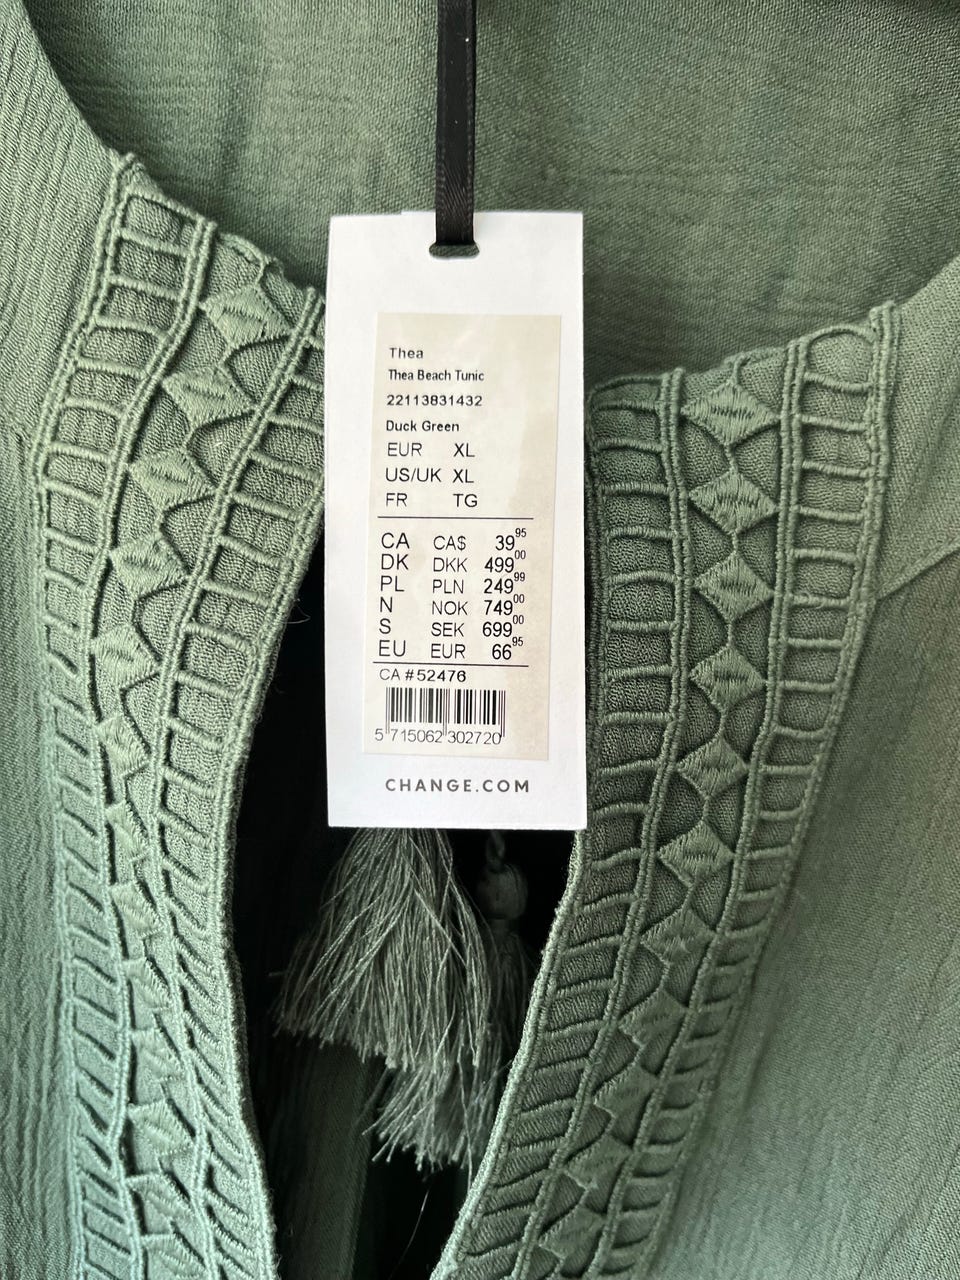 Thea
Thea Beach Tunic
22113831432
Duck Green
EUR XL
US/UK XL
FR TG
CA CA$ 39 95
DK DKK 499 00
PL PLN 249 99
N NOK 749 00
S SEK 699 00
EU EUR 66 95
CA #52476
5 715062 302720
CHANGE.COM